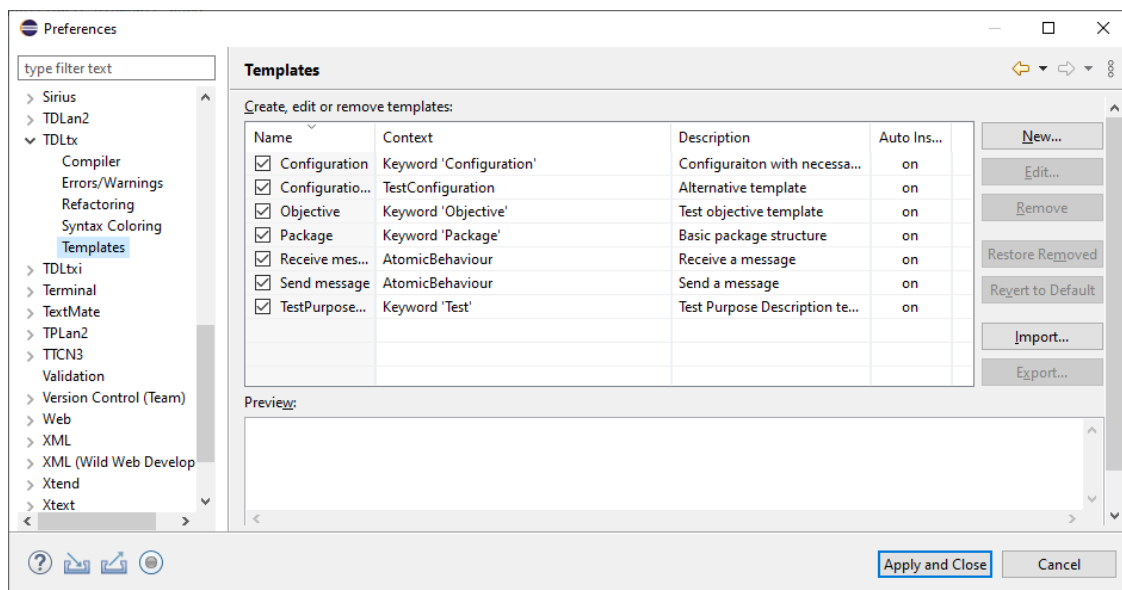 Preferences
type filter text
Sirius
TDLan2
TDLtx
Compiler
Errors/Warnings
Refactoring
Syntax Coloring
Templates
TDLtxi
Terminal
TextMate
TPLan2
TTCN3
Validation
Version Control (Team)
Web
XML
XML (Wild Web Develop
Xtend
Xtext
Templates
Create, edit or remove templates:
Name Context Description Auto Ins...
Configuration Keyword 'Configuration' Configuraiton with necessa... on
Configuratio... TestConfiguration Alternative template on
Objective Keyword 'Objective' Test objective template on
Package Keyword 'Package' Basic package structure on
Receive mes... AtomicBehaviour Receive a message on
Send message AtomicBehaviour Send a message on
TestPurpose... Keyword 'Test' Test Purpose Description te... on
New...
Edit...
Remove
Restore Removed
Revert to Default
Import...
Export...
Preview:
Apply and Close Cancel